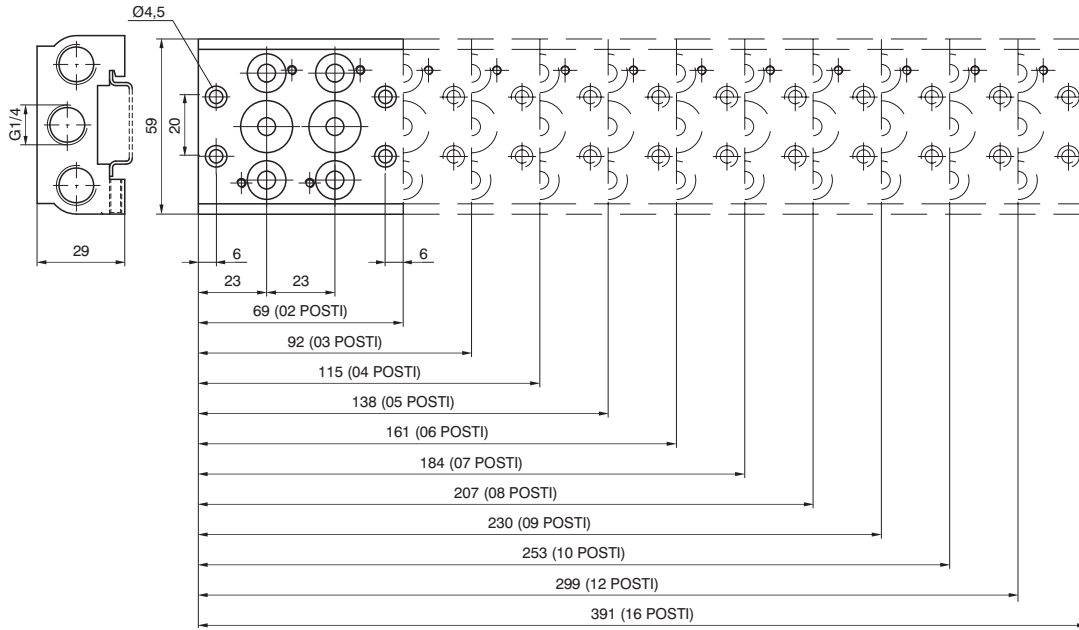 Ø4,5
G1/4
59
20
29
6
6
23
23
69 (02 POSTI)
92 (03 POSTI)
115 (04 POSTI)
138 (05 POSTI)
161 (06 POSTI)
184 (07 POSTI)
207 (08 POSTI)
230 (09 POSTI)
253 (10 POSTI)
299 (12 POSTI)
391 (16 POSTI)